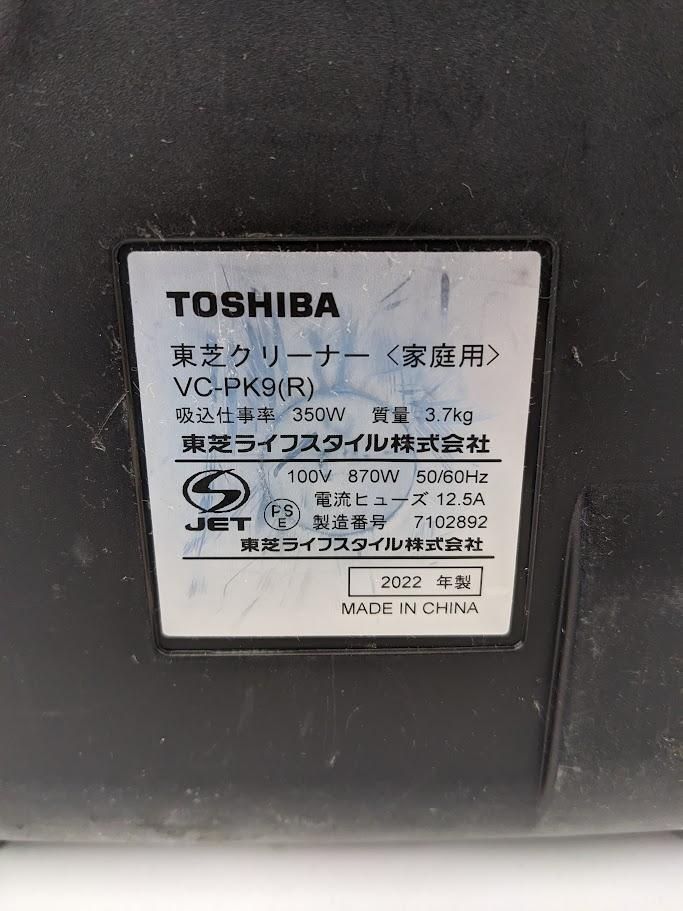 TOSHIBA
東芝クリーナー〈家庭用〉
VC-PK9(R)
吸込仕事率 350W 質量 3.7kg
東芝ライフスタイル株式会社
100V 870W 50/60Hz
電流ヒューズ 12.5A
JET
PS
E
製造番号 7102892
東芝ライフスタイル株式会社
2022 年製
MADE IN CHINA